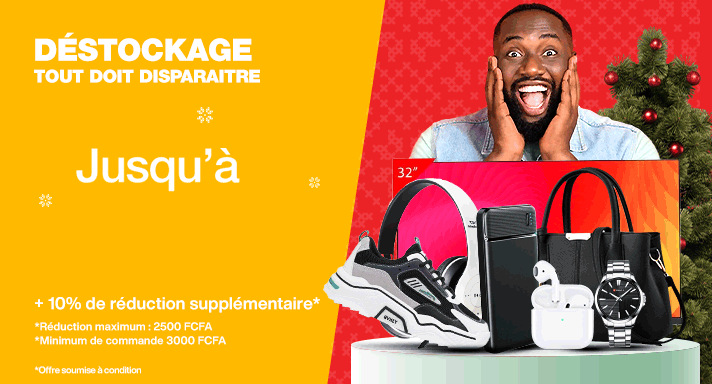 DÉSTOCKAGE
TOUT DOIT DISPARAITRE
Jusqu'à
32"
+ 10% de réduction supplémentaire*
*Réduction maximum : 2500 FCFA
*Minimum de commande 3000 FCFA
*Offre soumise à condition